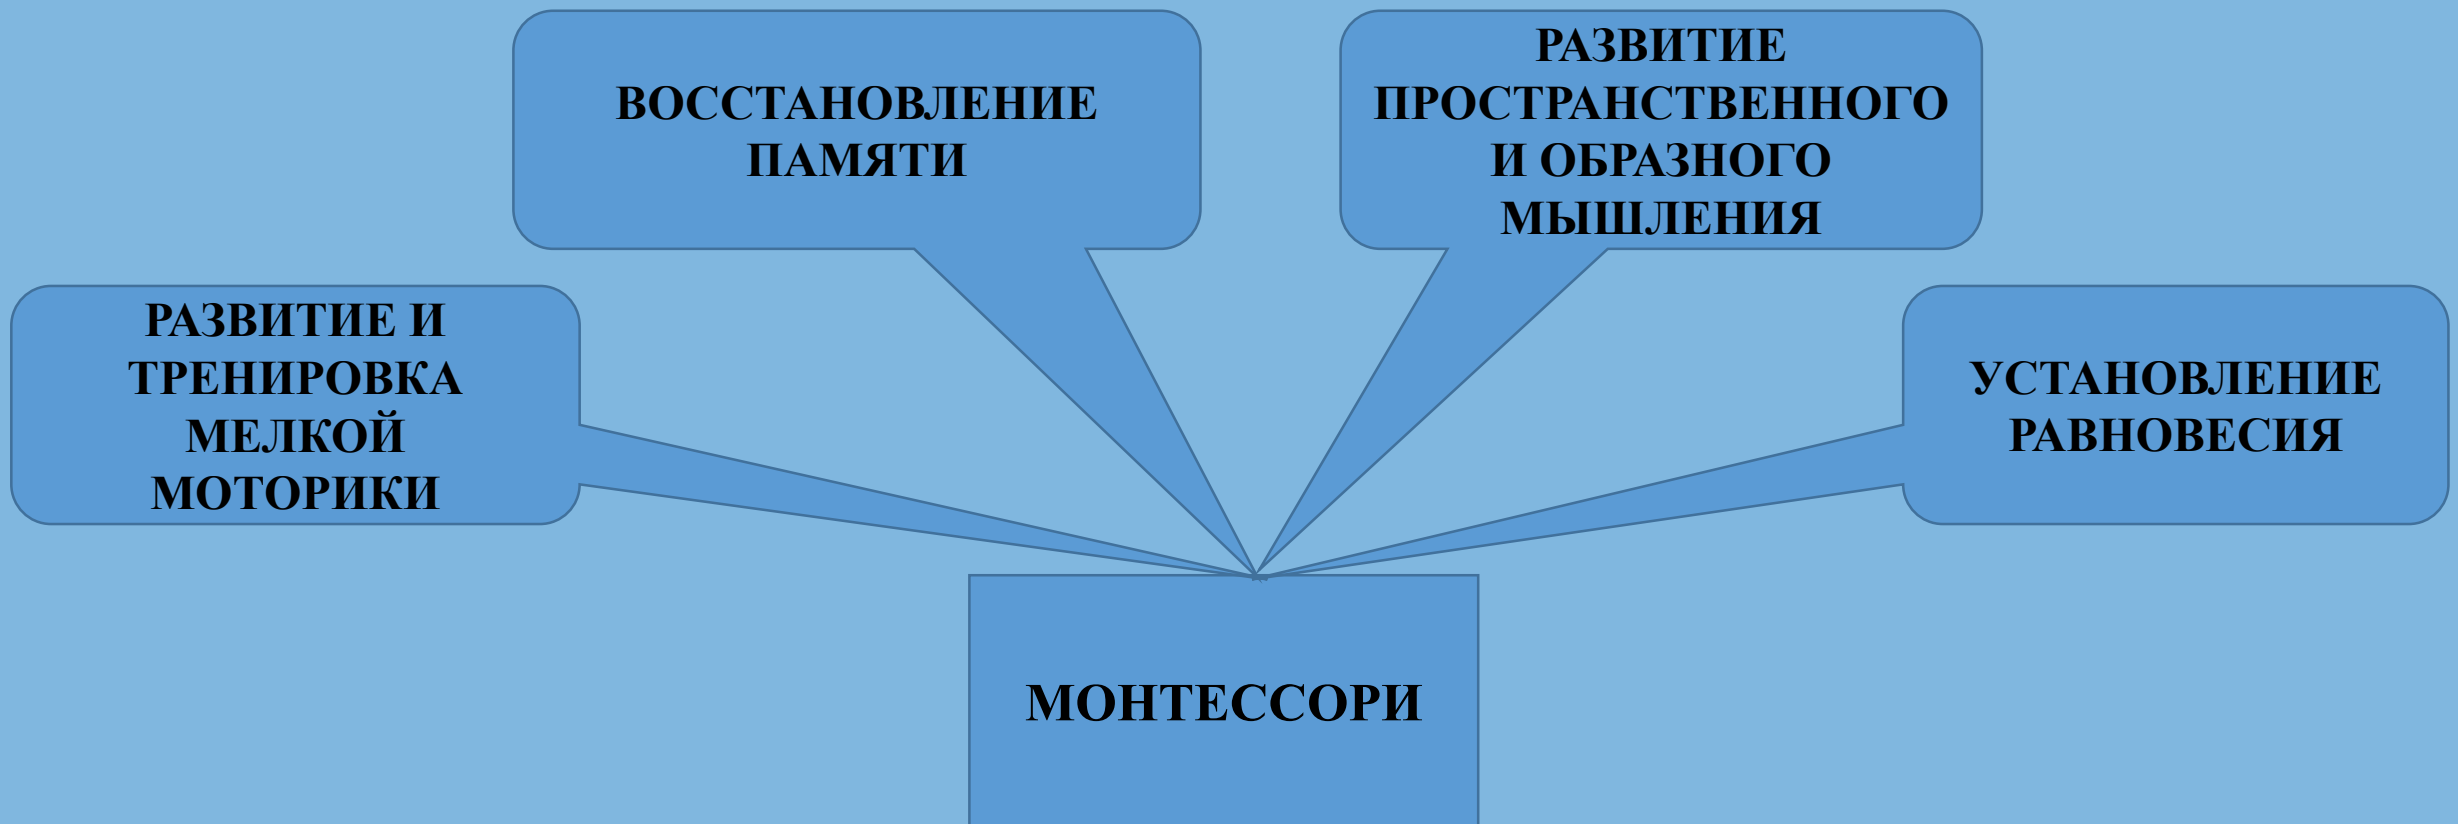 ВОССТАНОВЛЕНИЕ
ПАМЯТИ
РАЗВИТИЕ
ПРОСТРАНСТВЕННОГО
И ОБРАЗНОГО
МЫШЛЕНИЯ
РАЗВИТИЕ И
ТРЕНИРОВКА
МЕЛКОЙ
МОТОРИКИ
УСТАНОВЛЕНИЕ
РАВНОВЕСИЯ
МОНТЕССОРИ